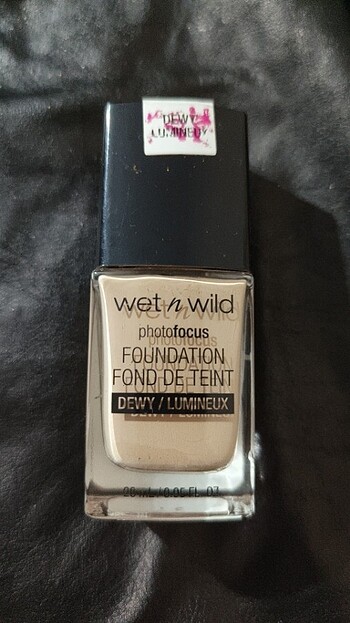 DEWY
LUMINEUX
wet n wild
photofocus
FOUNDATION
FOND DE TEINT
DEWY / LUMINEUX